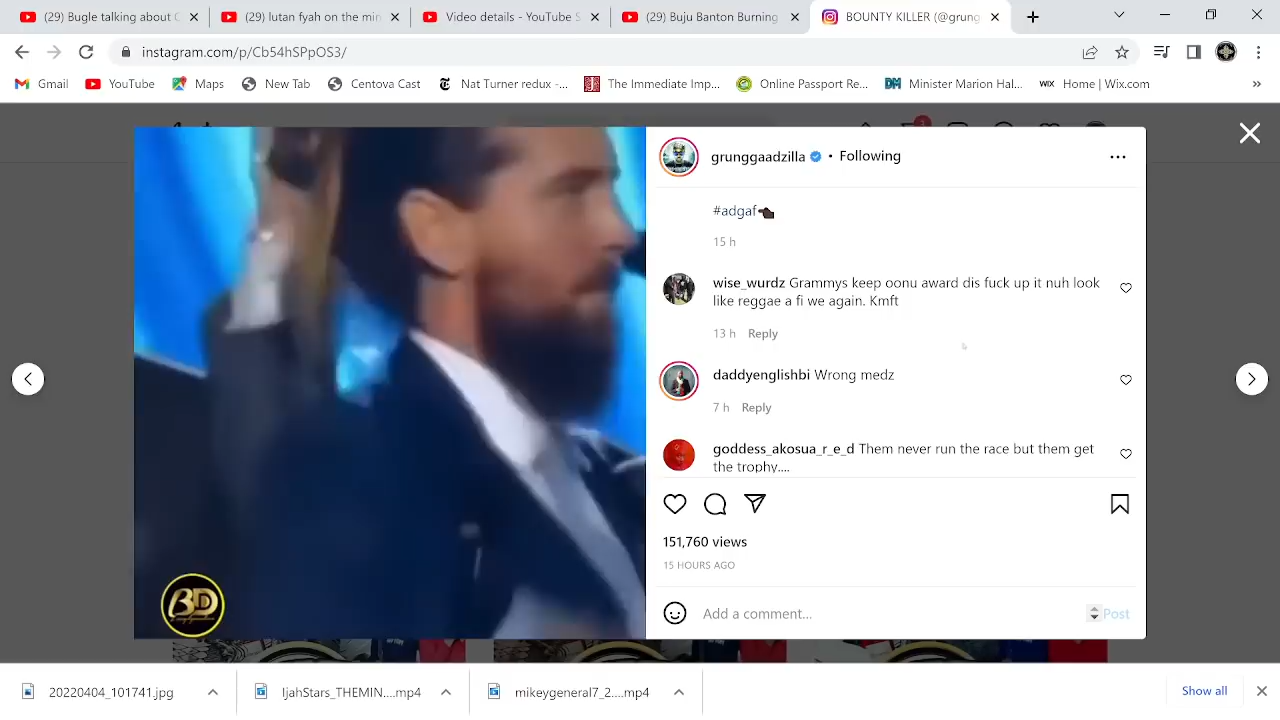 (29) Bugle talking about C
(29) lutan fyah min
Video details - YouTube S
(29) Buju Banton - Burning
BOUNTY KILLER (@grung
instagram.com/p/Cb54hSPpOS3/
Gmail
YouTube
Maps
New Tab
Centova Cast
Nat Turner redux:...
The Immediate Imp...
Online Passport Re...
Minister Marion Hal...
WIX Home | Wix.com
»
grunggaadzilla • Following
#adgaf
15 h
wise_wurdz Grammys keep oonu award dis fuck up it nuh look
like reggae a fi we again. Kmft
13 h Reply
daddyenglishbi Wrong medz
7 h Reply
goddess_akosua_r_e_d Them never run the race but them get
the trophy....
151,760 views
15 HOURS AGO
Add a comment...
Post
BD
20220404_101741.jpg
IjahStars_THEMIN....mp4
mikeygeneral7_2....mp4
Show all